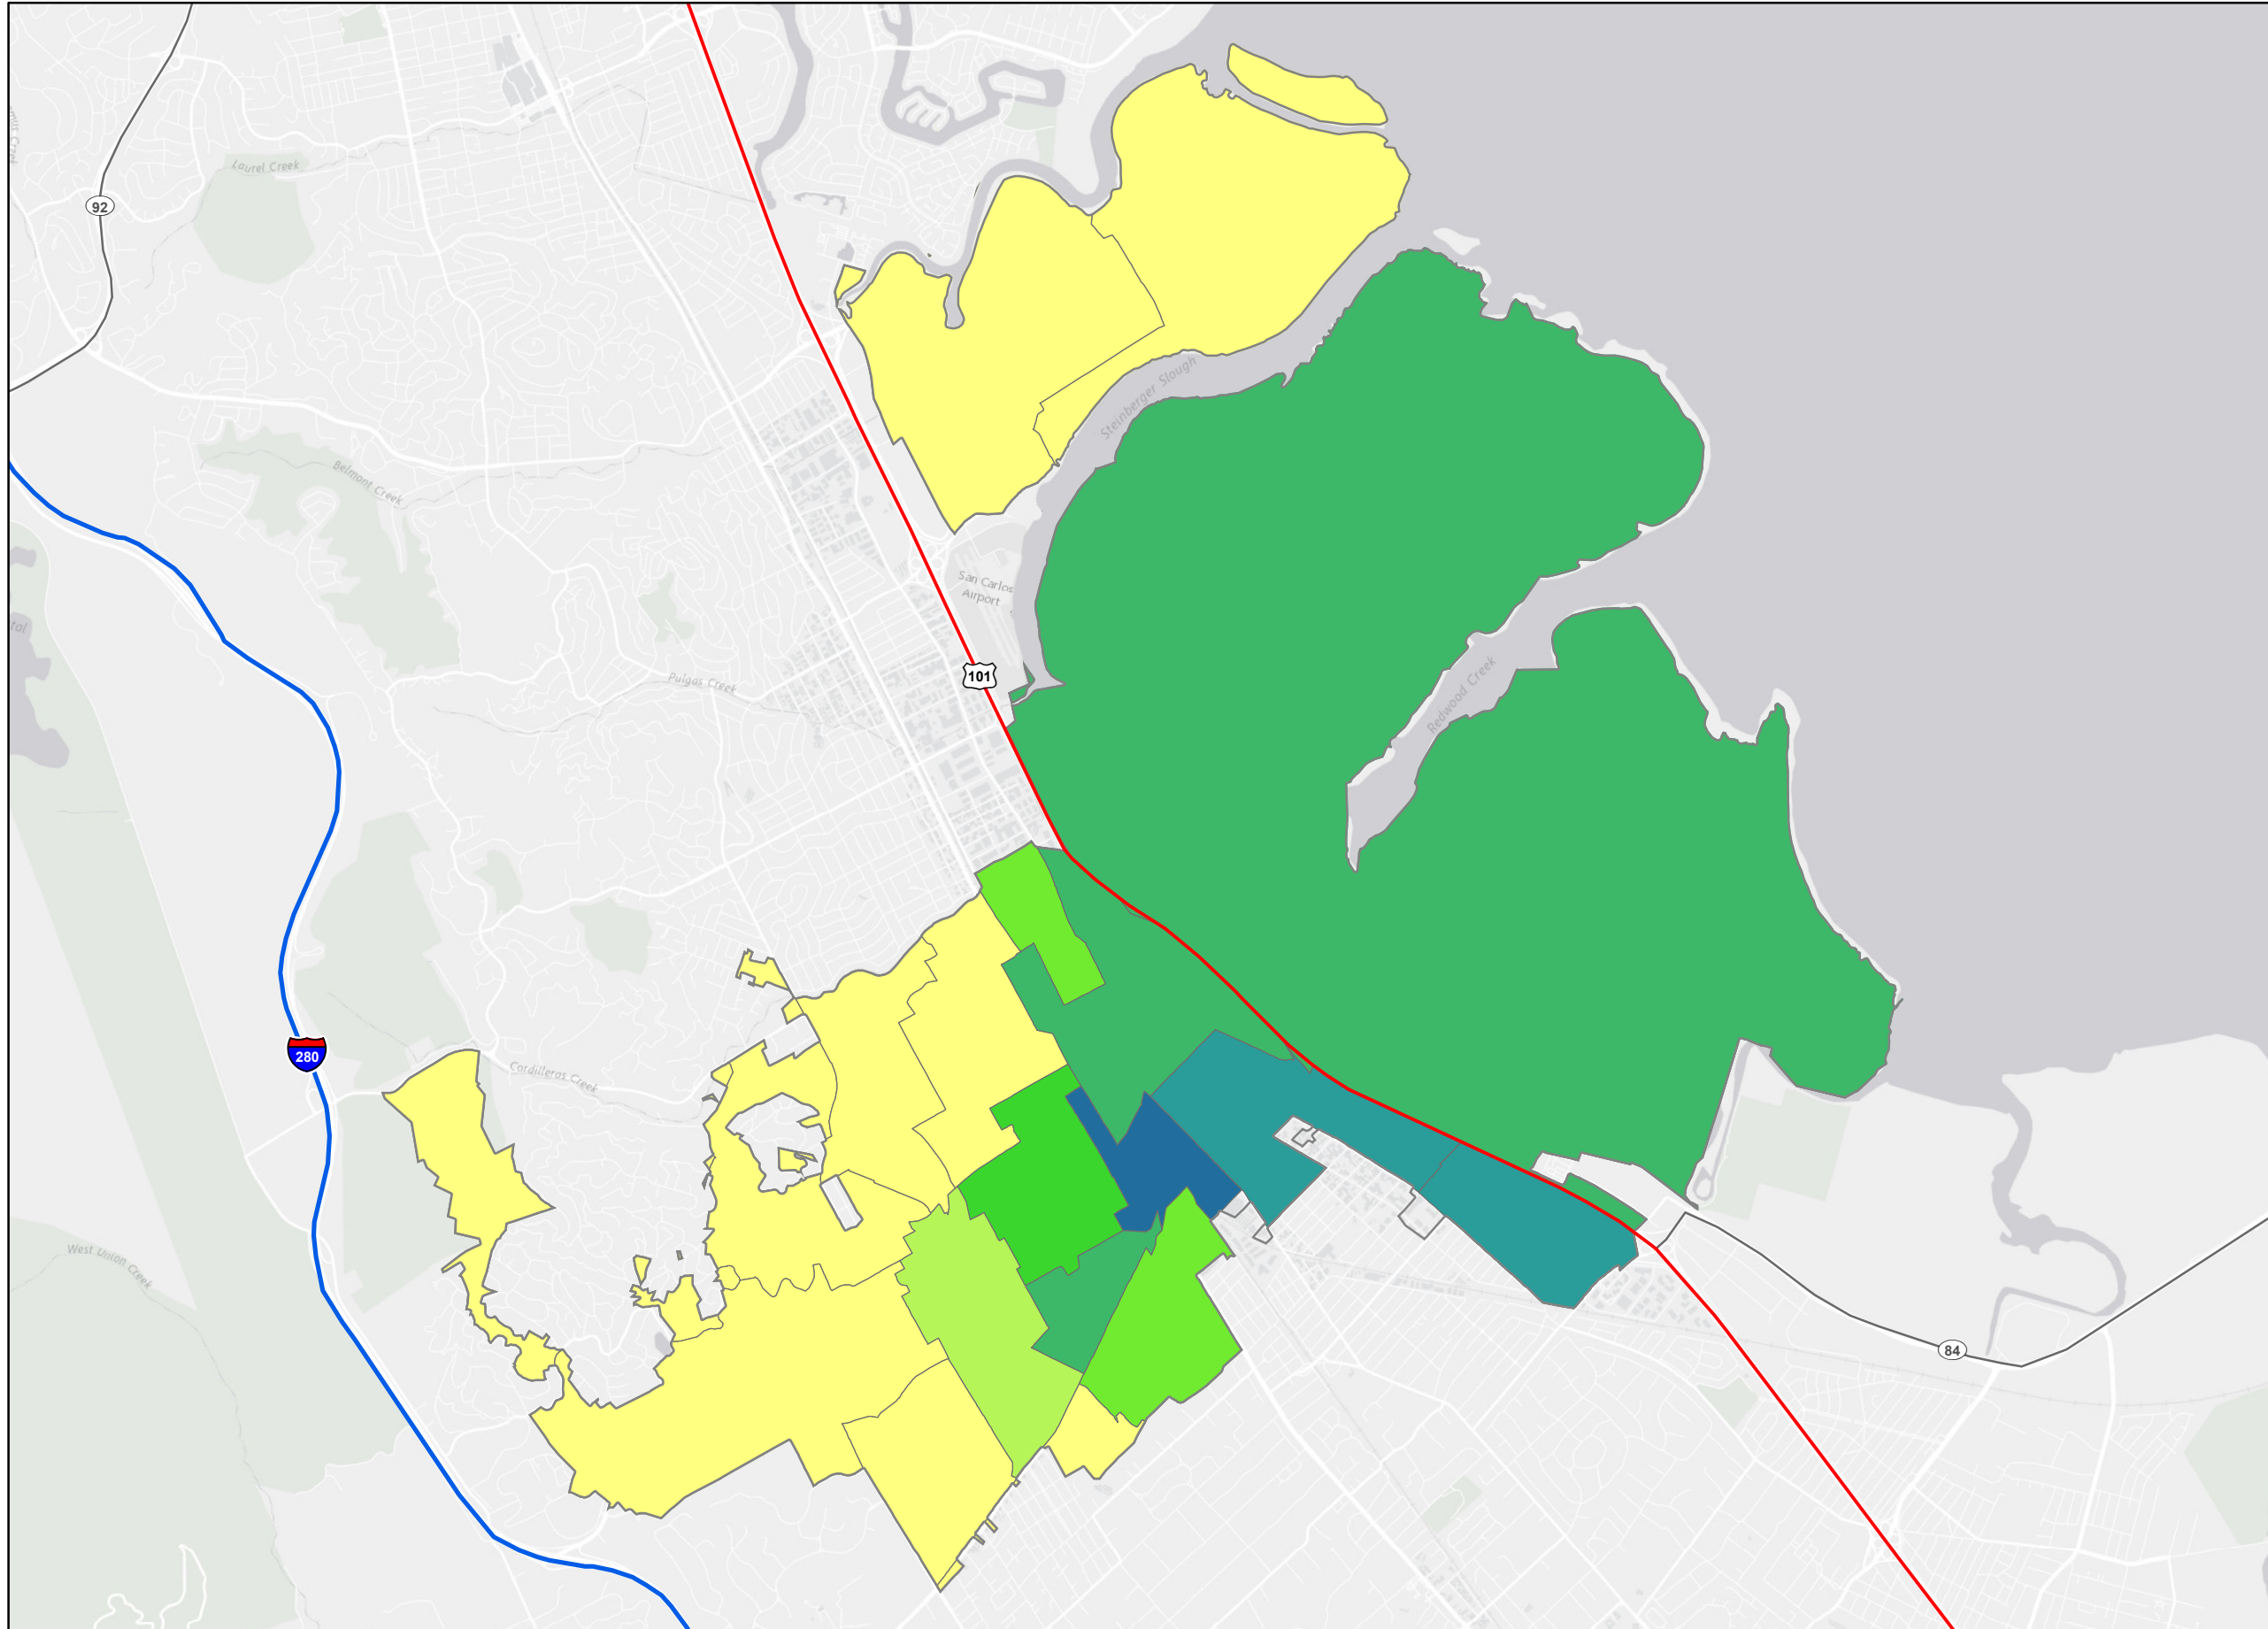 Laurel Creek
92
Steinberger Slough
Belmont Creek
San Carlos
Airport
101
Pulgas Creek
Redwood Creek
280
Cordilleras Creek
West Union Creek
84